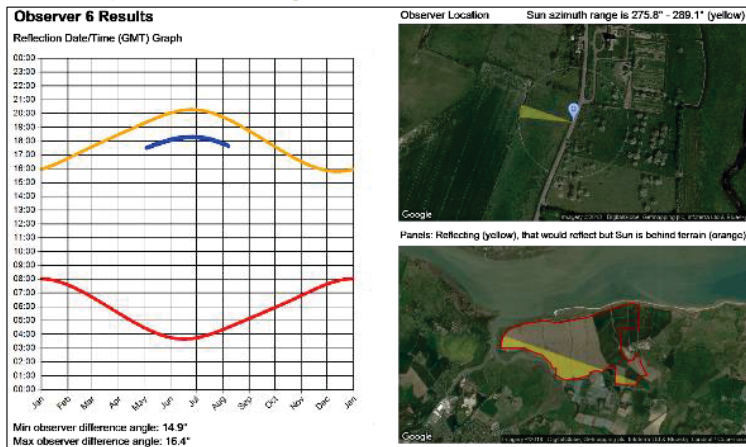 Observer 6 Results
Reflection Date/Time (GMT) Graph
00:00
23:00
22:00
21:00
20:00
19:00
18:00
17:00
16:00
15:00
14:00
13:00
12:00
11:00
10:00
09:00
08:00
07:00
06:00
05:00
04:00
03:00
02:00
01:00
00:00
Jan Feb Mar Apr May Jun Jul Aug Sep Oct Nov Dec Jan
Min observer difference angle: 14.9°
Max observer difference angle: 16.4°
Observer Location Sun azimuth range is 275.8° - 289.1° (yellow)
Google
Panels: Reflecting (yellow), that would reflect but Sun is behind terrain (orange)
Google